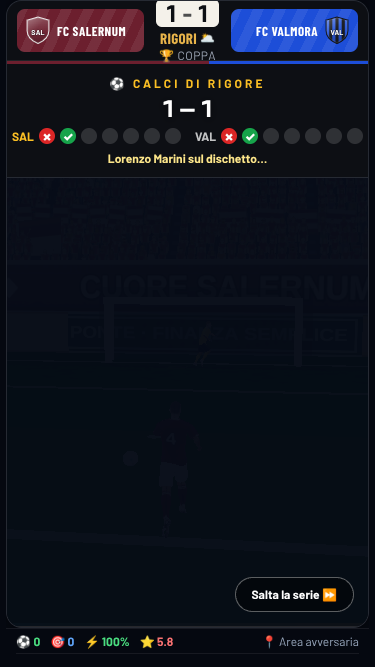 1 - 1
SAL FC SALERNUM
FC VALMORA VAL
RIGORI
COPPA
CALCI DI RIGORE
1 – 1
SAL VAL
Lorenzo Marini sul dischetto...
CUORE SALERNUM
Salta la serie
0 0 100% 5.8 Area avversaria